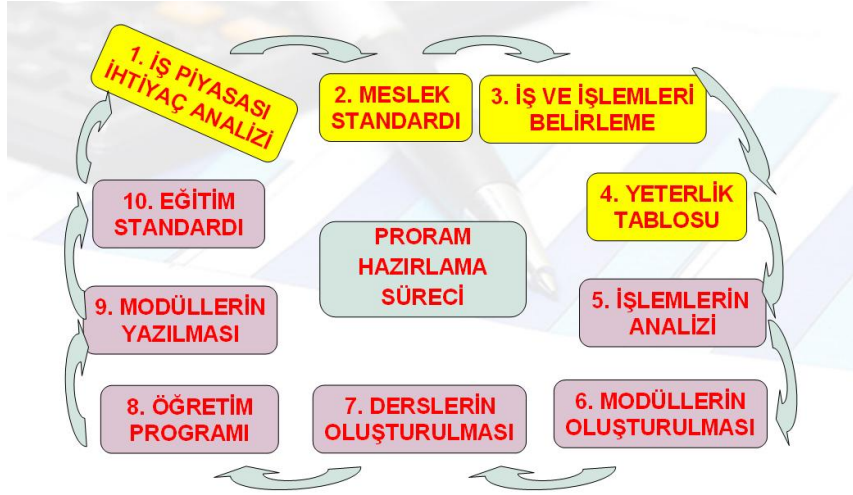 1. İŞ PİYASASI
İHTİYAÇ ANALİZİ
2. MESLEK
STANDARDI
3. İŞ VE İŞLEMLERİ
BELİRLEME
4. YETERLİK
TABLOSU
5. İŞLEMLERİN
ANALİZİ
6. MODÜLLERİN
OLUŞTURULMASI
7. DERSLERİN
OLUŞTURULMASI
8. ÖĞRETİM
PROGRAMI
9. MODÜLLERİN
YAZILMASI
10. EĞİTİM
STANDARDI
PRORAM
HAZIRLAMA
SÜRECİ